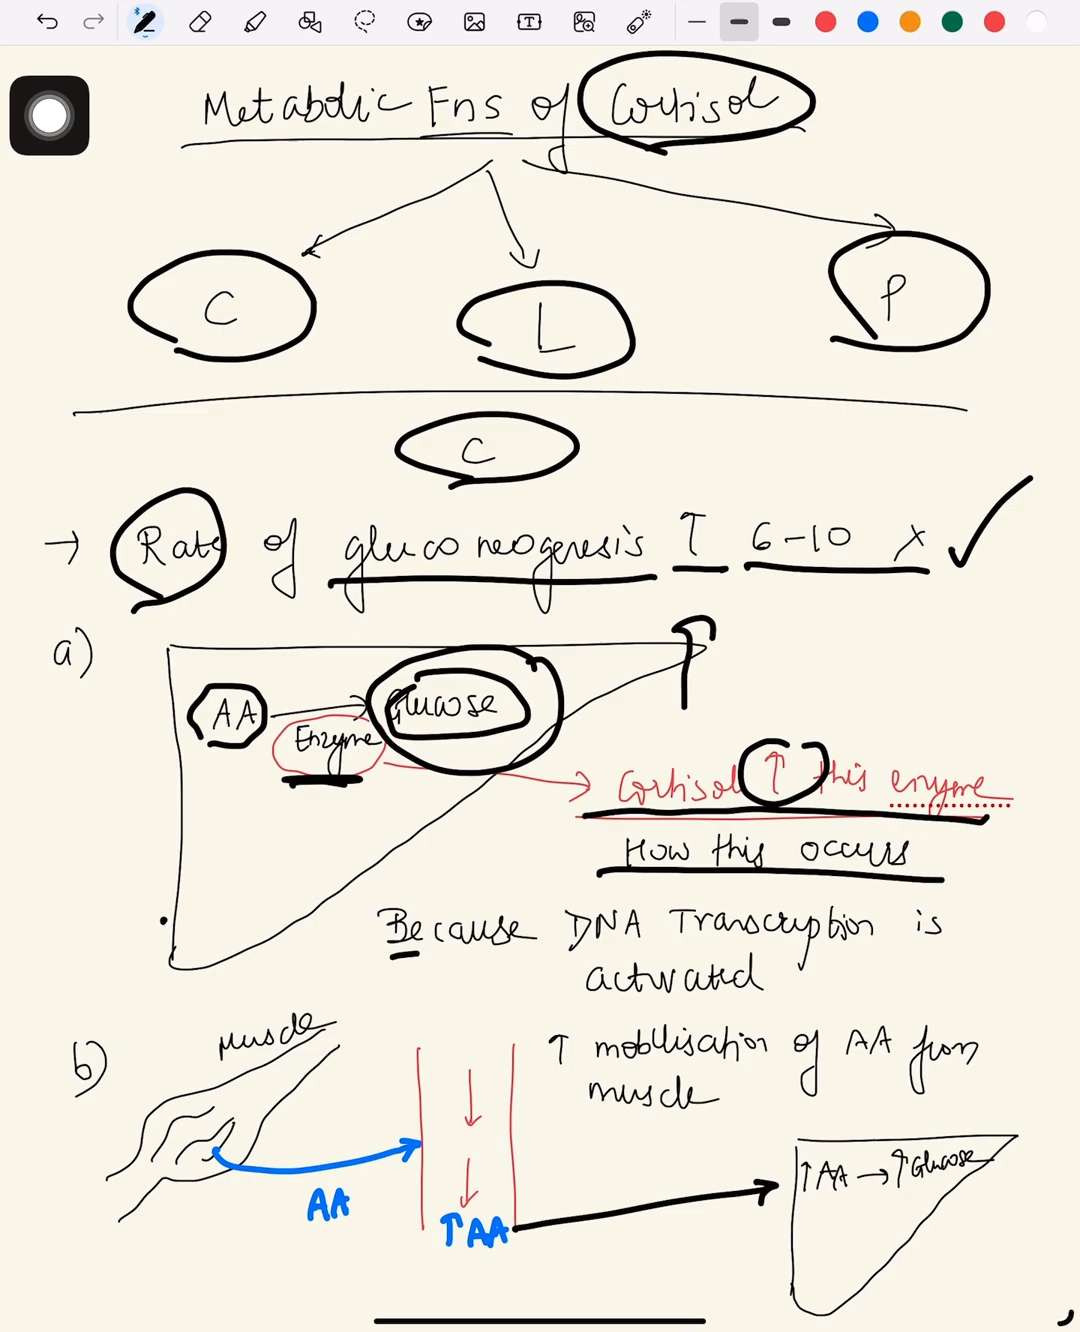 Metabolic Fns of Cortisol
C
L
P
C
→ Rate of gluconeogenesis ↑ 6-10 x ✓
a)
AA → Glucose
Enzyme
→ Cortisol ↑ this enzyme
How this occurs
Because DNA Transcription is
activated
b)
Muscle
↑ mobilisation of AA from
muscle
AA
↑AA
↑AA → ↑Glucose